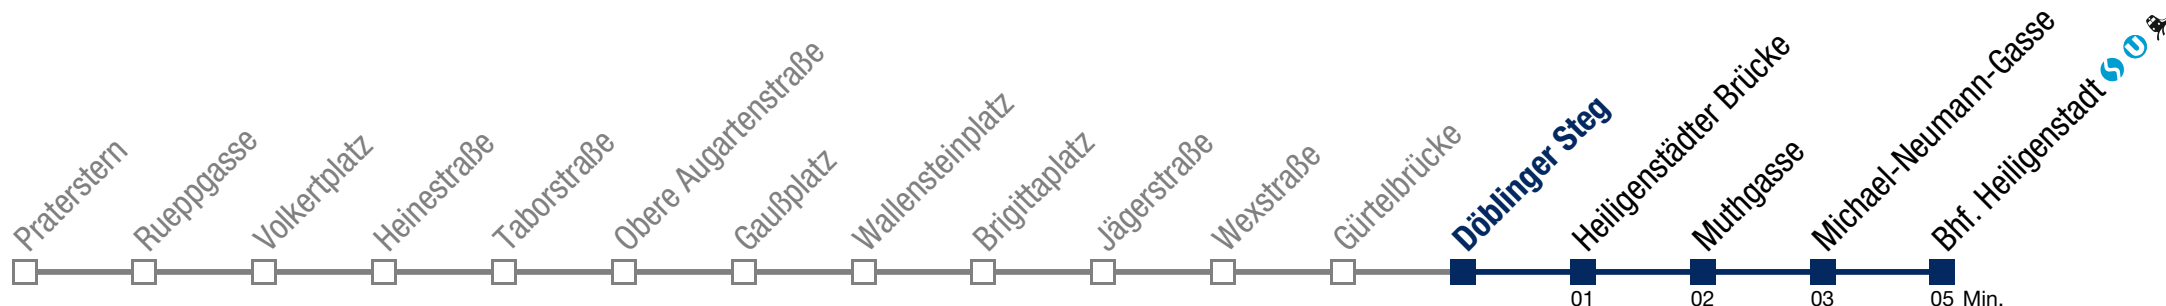 Praterstern
Rueppgasse
Volkertplatz
Heinestraße
Taborstraße
Obere Augartenstraße
Gaußplatz
Wallensteinplatz
Brigittaplatz
Jägerstraße
Wexstraße
Gürtelbrücke
Döblinger Steg
Heiligenstädter Brücke
Muthgasse
Michael-Neumann-Gasse
Bhf. Heiligenstadt S U
01 02 03 05 Min.